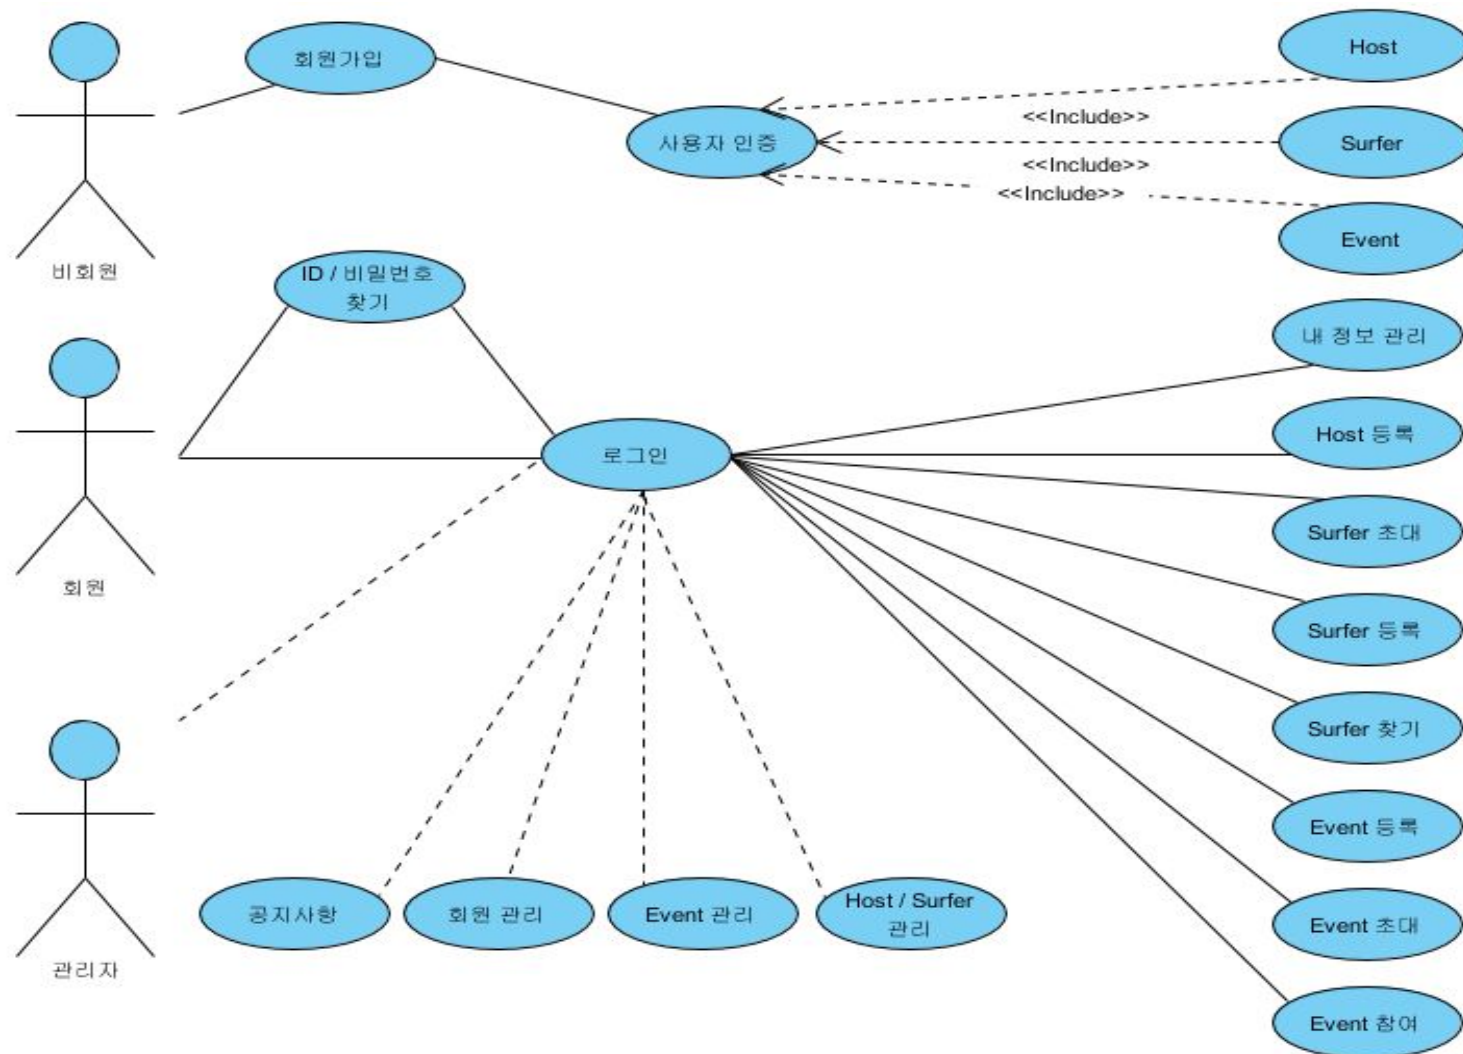 회원가입
Host
<<Include>>
사용자 인증
Surfer
<<Include>>
<<Include>>
Event
비회원
ID / 비밀번호
찾기
내 정보 관리
Host 등록
로그인
Surfer 초대
회원
Surfer 등록
Surfer 찾기
Event 등록
공지사항
회원 관리
Event 관리
Host / Surfer
관리
Event 초대
관리자
Event 참여